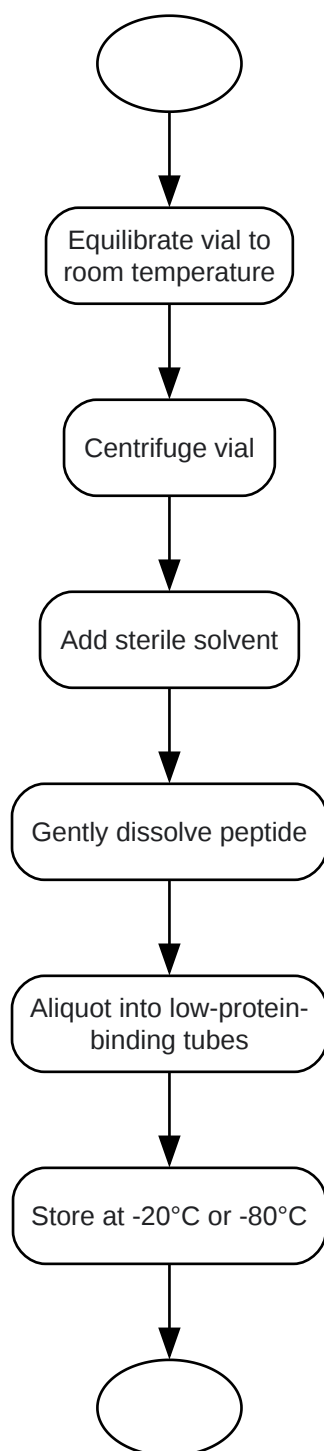 Equilibrate vial to
room temperature
Centrifuge vial
Add sterile solvent
Gently dissolve peptide
Aliquot into low-protein-
binding tubes
Store at -20°C or -80°C